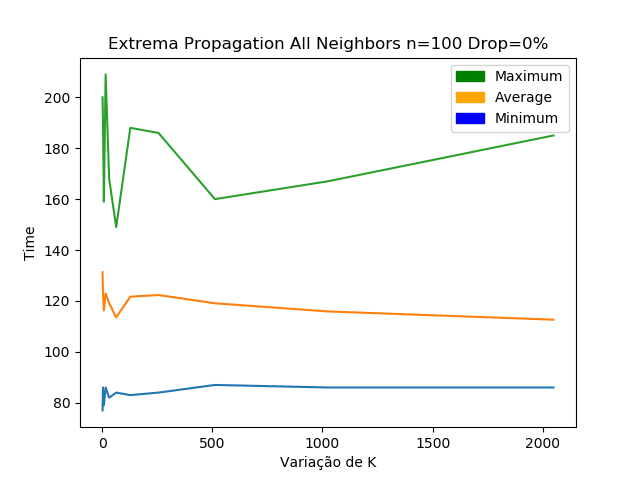 Extrema Propagation All Neighbors n=100 Drop=0%
Maximum
Average
Minimum
200
180
160
140
120
100
80
Time
0 500 1000 1500 2000
Variação de K